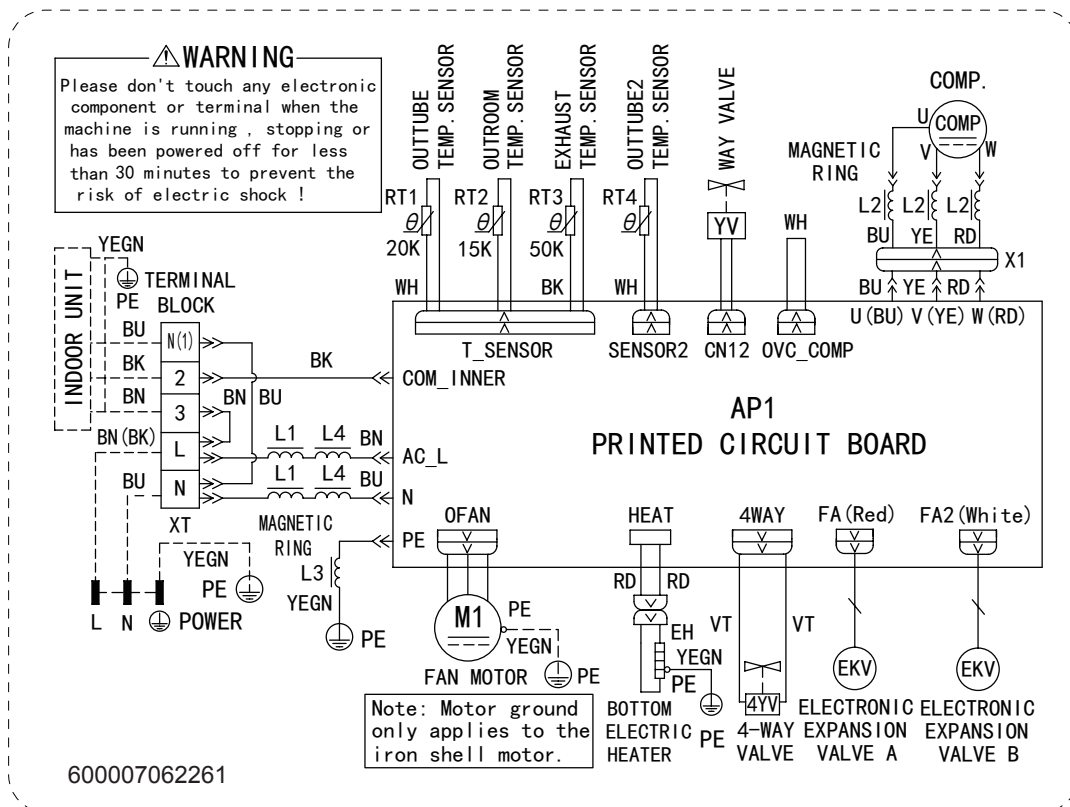 WARNING
Please don't touch any electronic
component or terminal when the
machine is running , stopping or
has been powered off for less
than 30 minutes to prevent the
risk of electric shock !
OUTTUBE
TEMP. SENSOR
OUTROOM
TEMP. SENSOR
EXHAUST
TEMP. SENSOR
OUTTUBE2
TEMP. SENSOR
WAY VALVE
COMP.
U
COMP
V
W
MAGNETIC
RING
RT1
θ
20K
RT2
θ
15K
RT3
θ
50K
RT4
θ
YV
WH
L2
L2
L2
BU
YE
RD
X1
WH
BK
WH
BU
YE
RD
U(BU) V(YE) W(RD)
T_SENSOR
SENSOR2
CN12
OVC_COMP
YEGN
PE
TERMINAL
BLOCK
INDOOR UNIT
BU
N(1)
BK
2
BK
COM_INNER
BN
3
BN
BU
BN(BK)
L
L1
L4
BN
AC_L
BU
N
L1
L4
BU
N
XT
AP1
PRINTED CIRCUIT BOARD
MAGNETIC
RING
L3
YEGN
PE
PE
YEGN
PE
L
N
POWER
OFAN
HEAT
4WAY
FA(Red)
FA2(White)
M1
PE
YEGN
PE
FAN MOTOR
RD
RD
EH
YEGN
PE
PE
VT
VT
4YV
EKV
EKV
Note: Motor ground
only applies to the
iron shell motor.
BOTTOM
ELECTRIC
HEATER
4-WAY
VALVE
ELECTRONIC
EXPANSION
VALVE A
ELECTRONIC
EXPANSION
VALVE B
600007062261